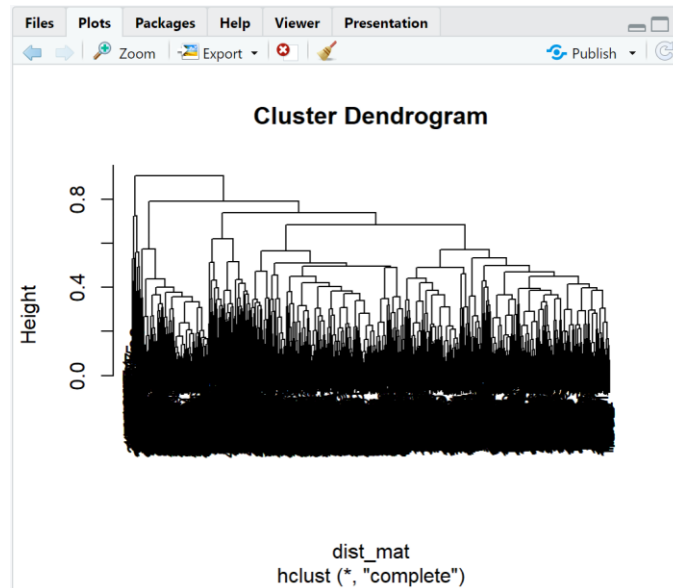 Files Plots Packages Help Viewer Presentation
Zoom Export Publish
Cluster Dendrogram
Height
0.8
0.4
0.0
dist_mat
hclust (*, "complete")